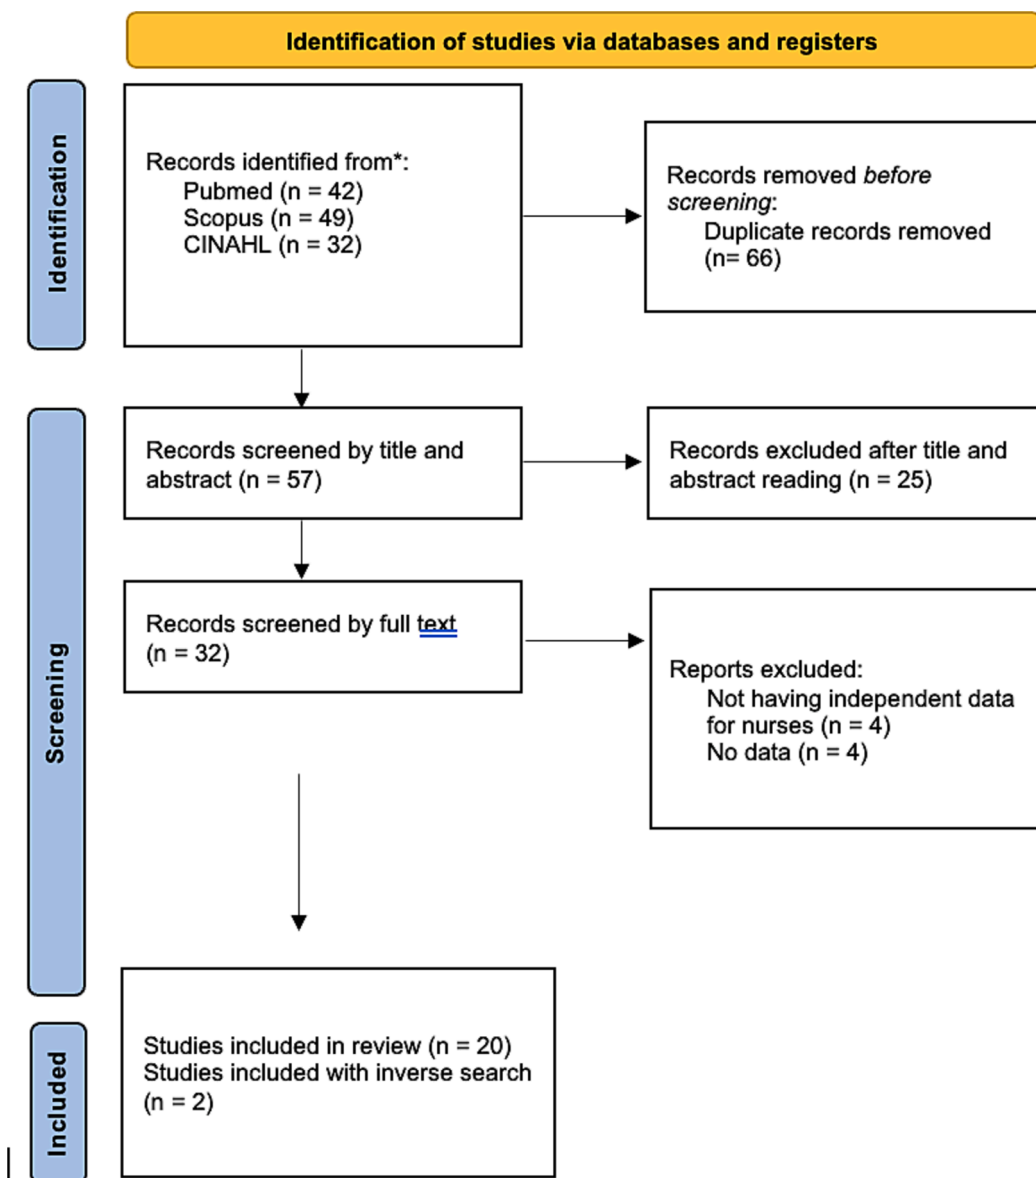 Identification of studies via databases and registers
Identification
Records identified from*:
Pubmed (n = 42)
Scopus (n = 49)
CINAHL (n = 32)
Records removed before
screening:
Duplicate records removed
(n= 66)
Screening
Records screened by title and
abstract (n = 57)
Records excluded after title and
abstract reading (n = 25)
Records screened by full text
(n = 32)
Reports excluded:
Not having independent data
for nurses (n = 4)
No data (n = 4)
Included
Studies included in review (n = 20)
Studies included with inverse search
(n = 2)